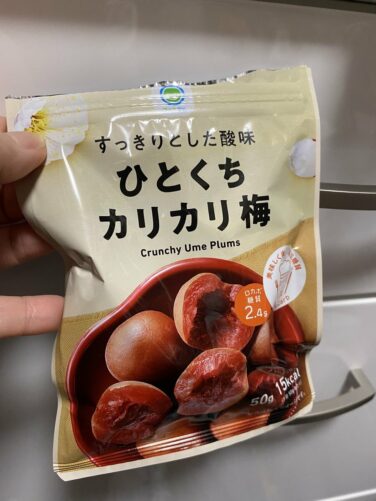 すっきりとした酸味
ひとくち
カリカリ梅
Crunchy Ume Plums
ロカボ
糖質
2.4g
50g
15kcal